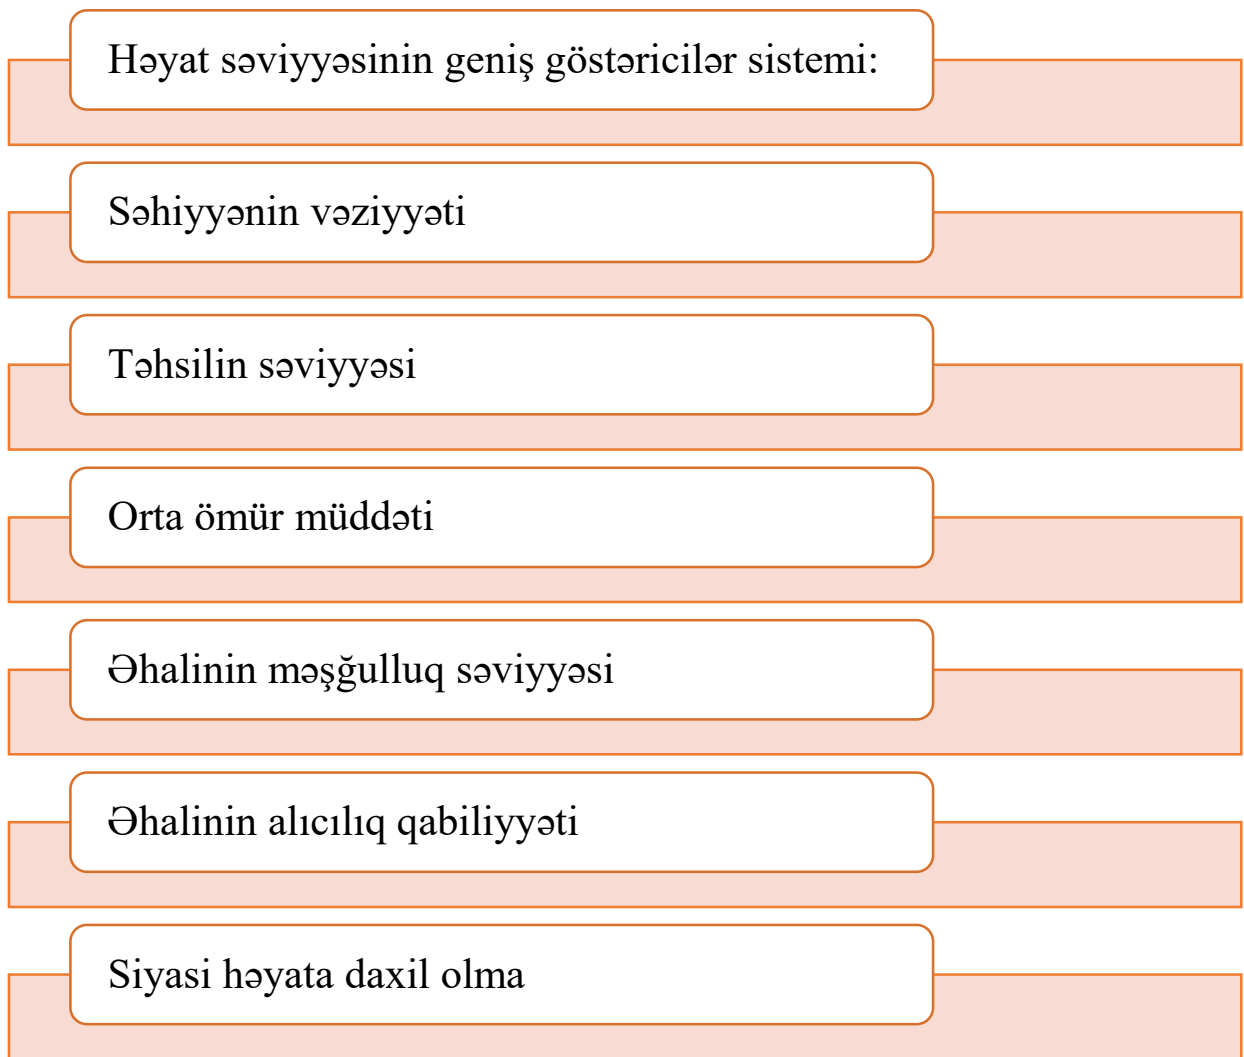 Həyat səviyyəsinin geniş göstəricilər sistemi:
Səhiyyənin vəziyyəti
Təhsilin səviyyəsi
Orta ömür müddəti
Əhalinin məşğulluq səviyyəsi
Əhalinin alıcılıq qabiliyyəti
Siyasi həyata daxil olma